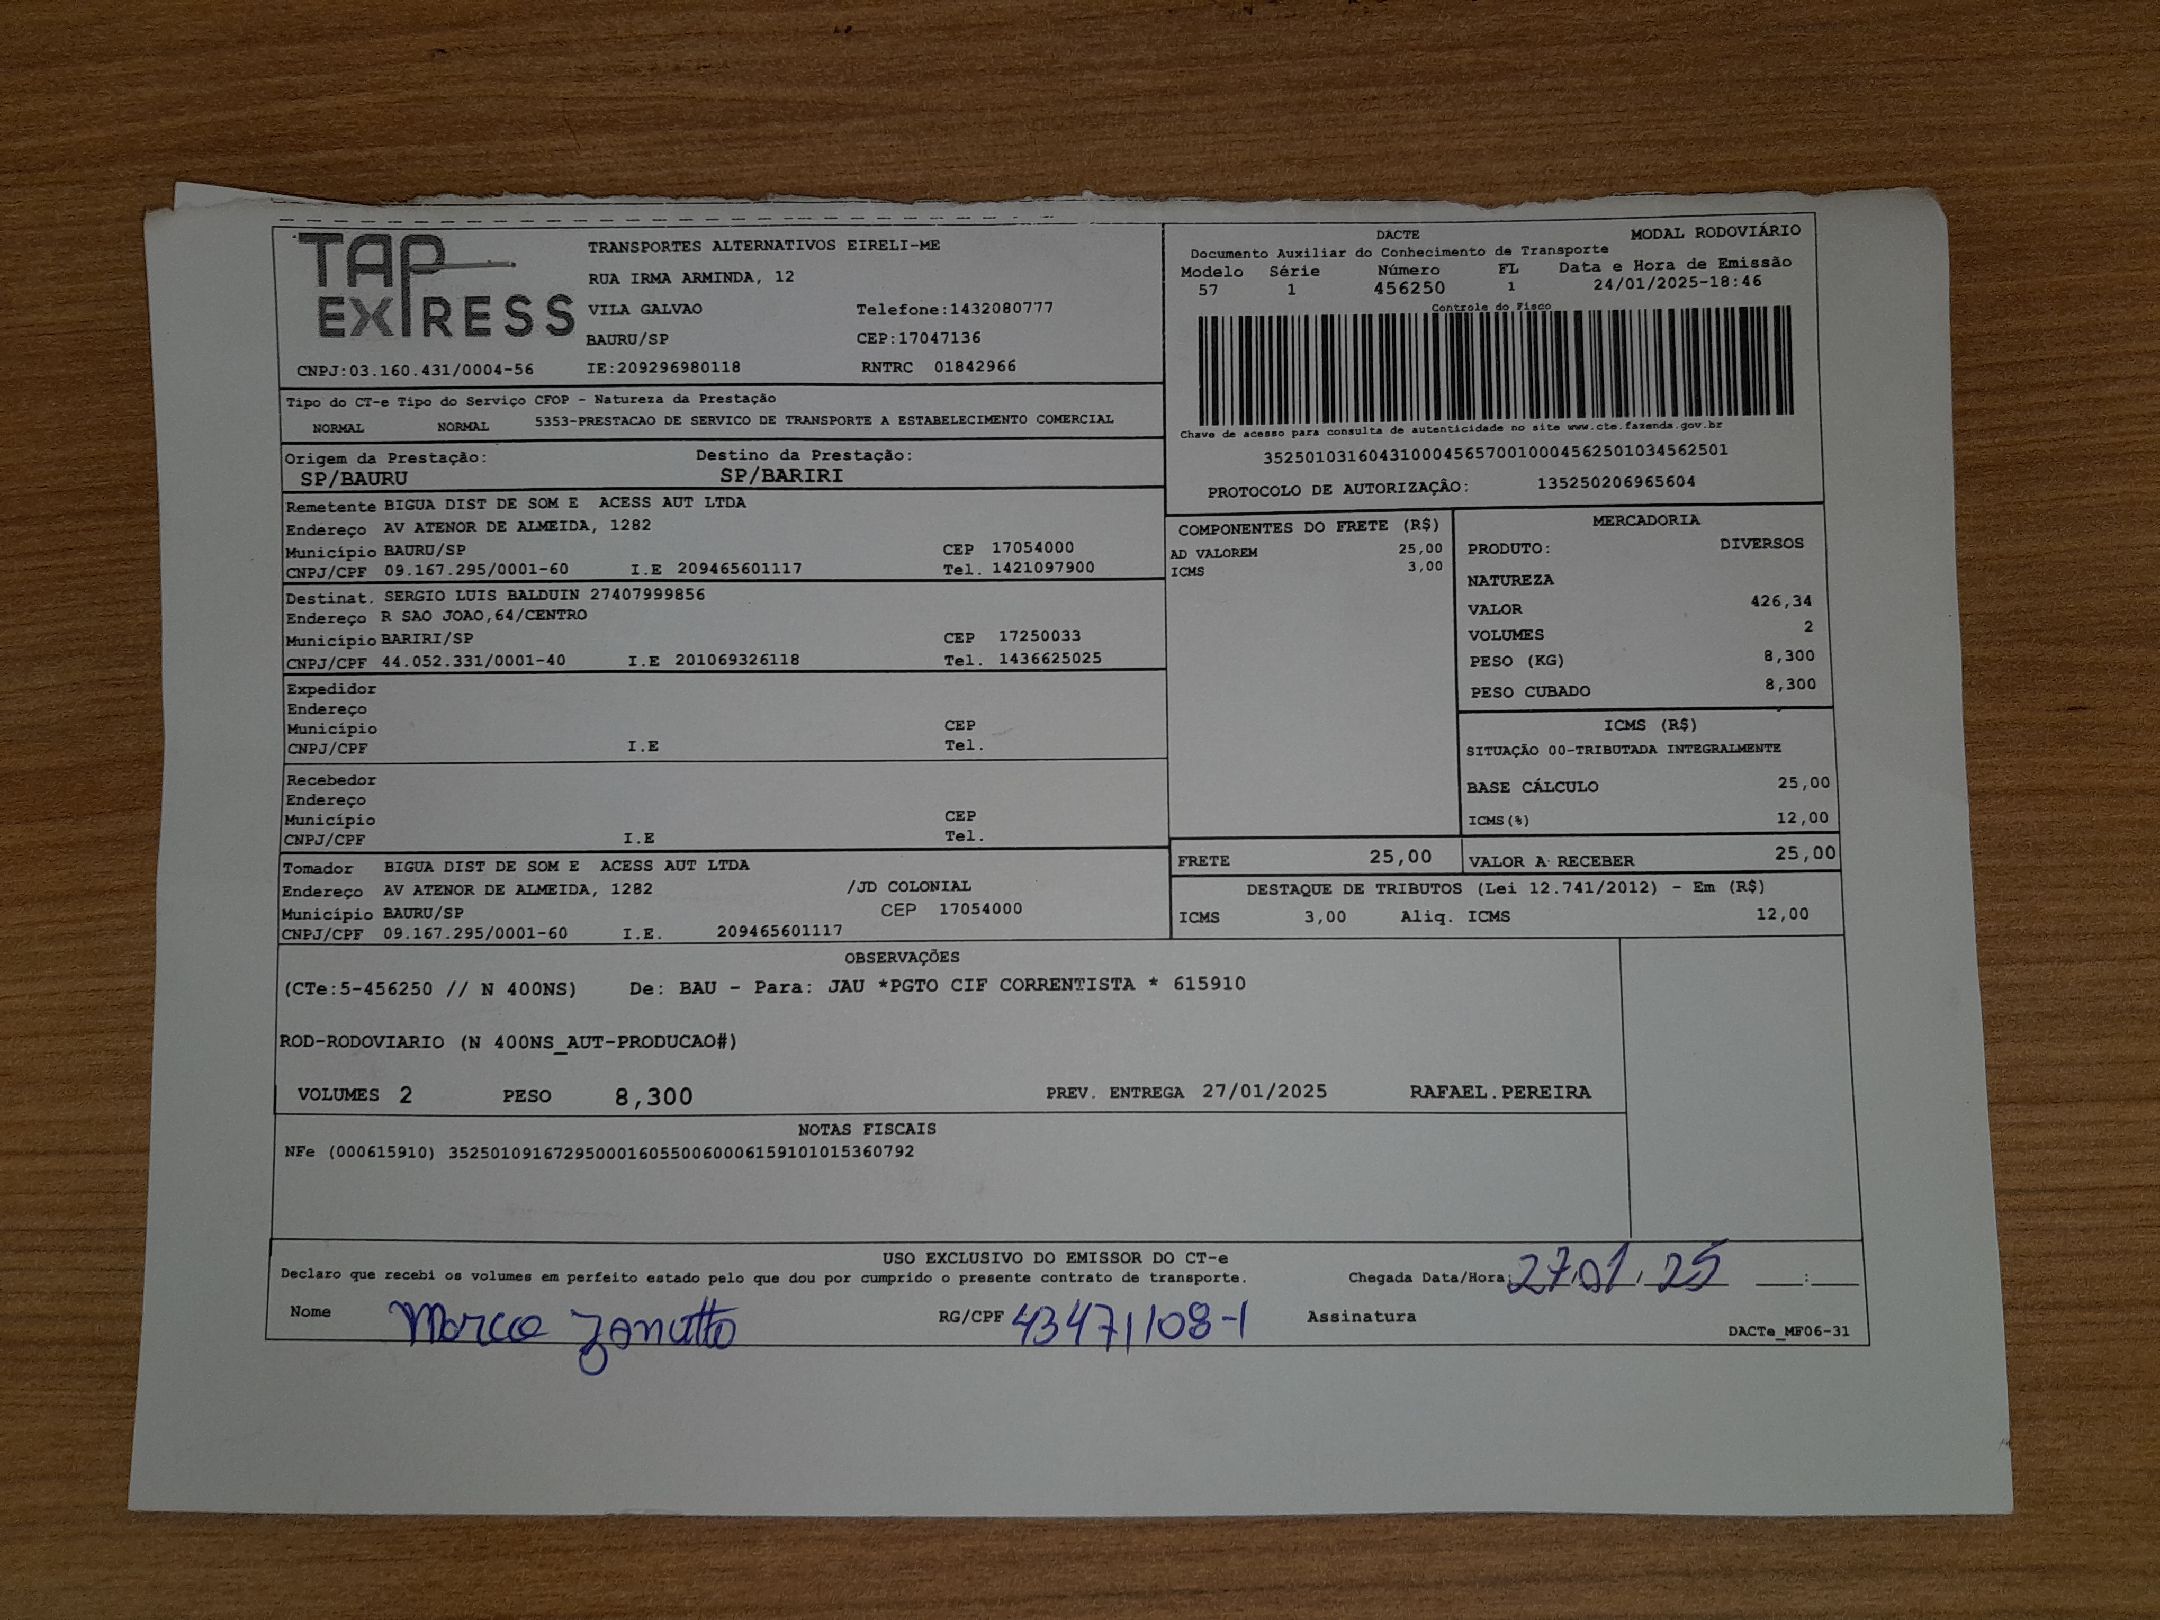 TAP EXPRESS
TRANSPORTES ALTERNATIVOS EIRELI-ME
RUA IRMA ARMINDA, 12
VILA GALVAO Telefone:1432080777
BAURU/SP CEP:17047136
CNPJ:03.160.431/0004-56 IE:209296980118 RNTRC 01842966
DACTE MODAL RODOVIÁRIO
Documento Auxiliar do Conhecimento de Transporte
Modelo Série Número FL Data e Hora de Emissão
57 1 456250 1 24/01/2025-18:46
Controle do Fisco
Chave de acesso para consulta de autenticidade no site www.cte.fazenda.gov.br
35250103160431000456570010004562501034562501
PROTOCOLO DE AUTORIZAÇÃO: 135250206965604
Tipo do CT-e Tipo do Serviço CFOP - Natureza da Prestação
NORMAL NORMAL 5353-PRESTACAO DE SERVICO DE TRANSPORTE A ESTABELECIMENTO COMERCIAL
Origem da Prestação: Destino da Prestação:
SP/BAURU SP/BARIRI
Remetente BIGUA DIST DE SOM E ACESS AUT LTDA
Endereço AV ATENOR DE ALMEIDA, 1282
Município BAURU/SP CEP 17054000
CNPJ/CPF 09.167.295/0001-60 I.E 209465601117 Tel. 1421097900
Destinat. SERGIO LUIS BALDUIN 27407999856
Endereço R SAO JOAO,64/CENTRO
Município BARIRI/SP CEP 17250033
CNPJ/CPF 44.052.331/0001-40 I.E 201069326118 Tel. 1436625025
Expedidor
Endereço
Município CEP
CNPJ/CPF I.E Tel.
Recebedor
Endereço
Município CEP
CNPJ/CPF I.E Tel.
Tomador BIGUA DIST DE SOM E ACESS AUT LTDA
Endereço AV ATENOR DE ALMEIDA, 1282 /JD COLONIAL
Município BAURU/SP CEP 17054000
CNPJ/CPF 09.167.295/0001-60 I.E. 209465601117
COMPONENTES DO FRETE (R$)
AD VALOREM 25,00
ICMS 3,00
MERCADORIA
PRODUTO: DIVERSOS
NATUREZA
VALOR 426,34
VOLUMES 2
PESO (KG) 8,300
PESO CUBADO 8,300
ICMS (R$)
SITUAÇÃO 00-TRIBUTADA INTEGRALMENTE
BASE CÁLCULO 25,00
ICMS(%) 12,00
FRETE 25,00 VALOR A RECEBER 25,00
DESTAQUE DE TRIBUTOS (Lei 12.741/2012) - Em (R$)
ICMS 3,00 Aliq. ICMS 12,00
OBSERVAÇÕES
(CTe:5-456250 // N 400NS) De: BAU - Para: JAU *PGTO CIF CORRENTISTA * 615910
ROD-RODOVIARIO (N 400NS_AUT-PRODUCAO#)
VOLUMES 2 PESO 8,300 PREV. ENTREGA 27/01/2025 RAFAEL.PEREIRA
NOTAS FISCAIS
NFe (000615910) 35250109167295000160550060006159101015360792
USO EXCLUSIVO DO EMISSOR DO CT-e
Declaro que recebi os volumes em perfeito estado pelo que dou por cumprido o presente contrato de transporte. Chegada Data/Hora: 27/01/25 __:__
Nome Marcos Zanutto RG/CPF 43471108-1 Assinatura
DACTe_MF06-31